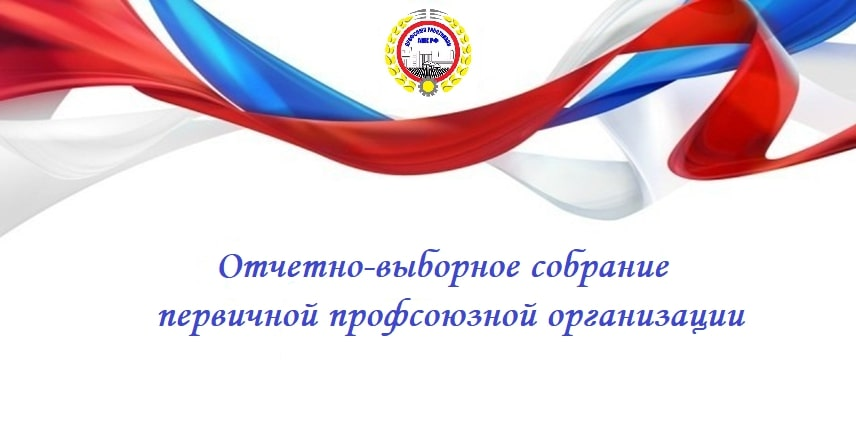 Отчетно-выборное собрание
первичной профсоюзной организации